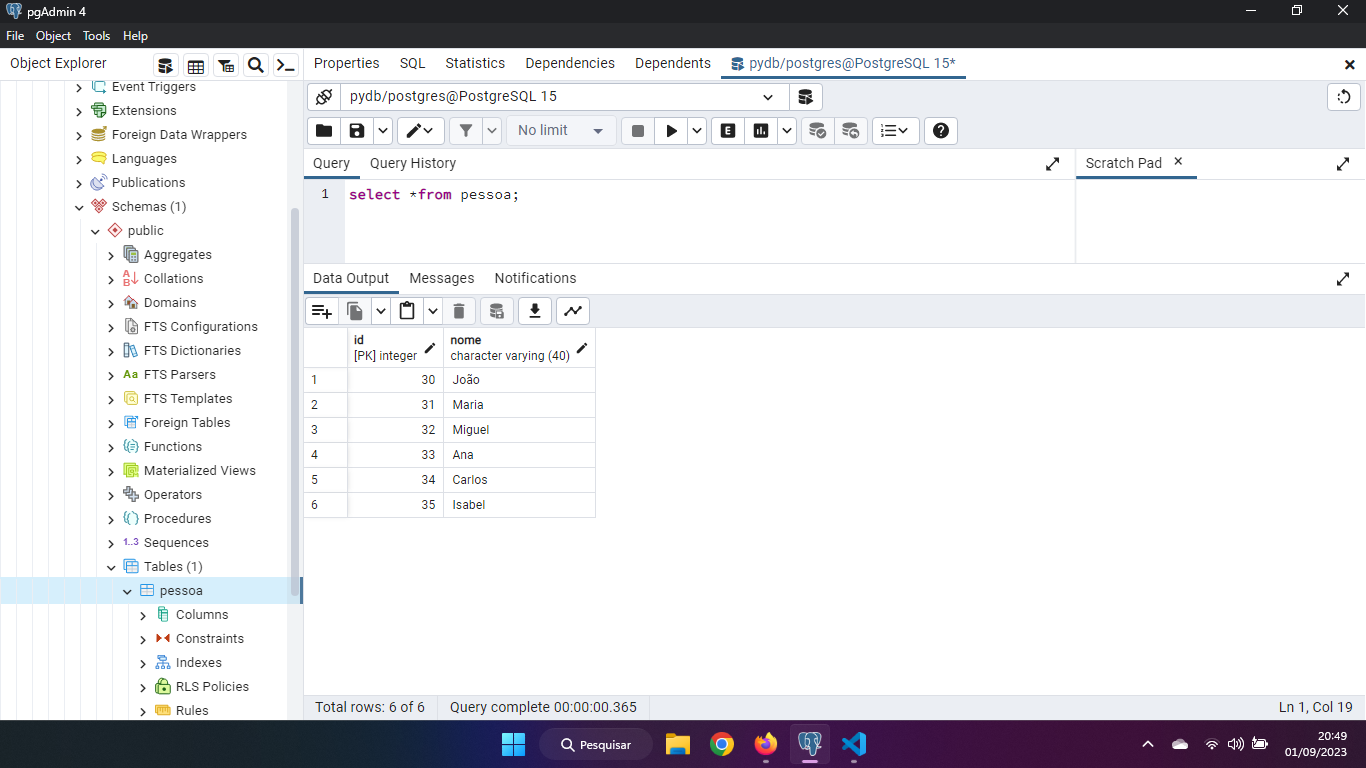 pgAdmin 4
File Object Tools Help
Object Explorer
Properties SQL Statistics Dependencies Dependents pydb/postgres@PostgreSQL 15*
Event Triggers
Extensions
Foreign Data Wrappers
Languages
Publications
Schemas (1)
public
Aggregates
Collations
Domains
FTS Configurations
FTS Dictionaries
Aa FTS Parsers
FTS Templates
Foreign Tables
Functions
Materialized Views
Operators
Procedures
1..3 Sequences
Tables (1)
pessoa
Columns
Constraints
Indexes
RLS Policies
Rules
pydb/postgres@PostgreSQL 15
No limit
E
Query Query History
Scratch Pad
1 select *from pessoa;
Data Output Messages Notifications
id nome
[PK] integer character varying (40)
1 30 João
2 31 Maria
3 32 Miguel
4 33 Ana
5 34 Carlos
6 35 Isabel
Total rows: 6 of 6 Query complete 00:00:00.365 Ln 1, Col 19
Pesquisar
20:49
01/09/2023